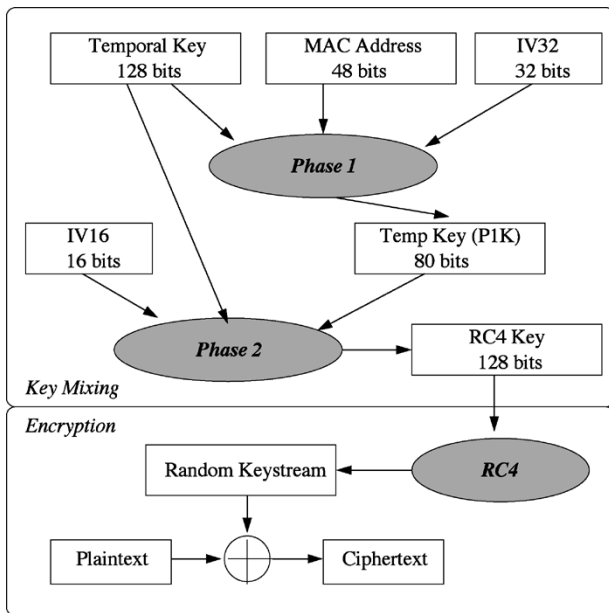 Temporal Key
128 bits
MAC Address
48 bits
IV32
32 bits
Phase 1
IV16
16 bits
Temp Key (P1K)
80 bits
Phase 2
RC4 Key
128 bits
Key Mixing
Encryption
Random Keystream
RC4
Plaintext
Ciphertext